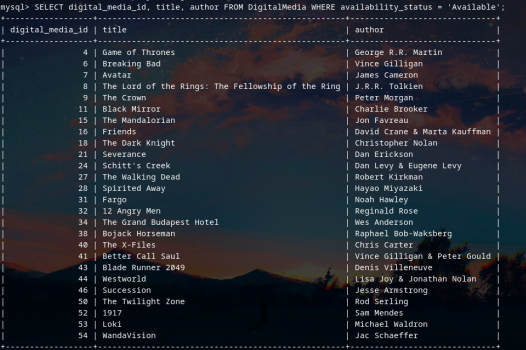 mysql> SELECT digital_media_id, title, author FROM DigitalMedia WHERE availability_status = 'Available';
+------------------+---------------------------------------------------+------------------------------+
| digital_media_id | title | author |
+------------------+---------------------------------------------------+------------------------------+
| 4 | Game of Thrones | George R.R. Martin |
| 6 | Breaking Bad | Vince Gilligan |
| 7 | Avatar | James Cameron |
| 8 | The Lord of the Rings: The Fellowship of the Ring | J.R.R. Tolkien |
| 9 | The Crown | Peter Morgan |
| 11 | Black Mirror | Charlie Brooker |
| 15 | The Mandalorian | Jon Favreau |
| 16 | Friends | David Crane & Marta Kauffman |
| 18 | The Dark Knight | Christopher Nolan |
| 21 | Severance | Dan Erickson |
| 24 | Schitt's Creek | Dan Levy & Eugene Levy |
| 27 | The Walking Dead | Robert Kirkman |
| 28 | Spirited Away | Hayao Miyazaki |
| 31 | Fargo | Noah Hawley |
| 32 | 12 Angry Men | Reginald Rose |
| 34 | The Grand Budapest Hotel | Wes Anderson |
| 38 | Bojack Horseman | Raphael Bob-Waksberg |
| 40 | The X-Files | Chris Carter |
| 41 | Better Call Saul | Vince Gilligan & Peter Gould |
| 43 | Blade Runner 2049 | Denis Villeneuve |
| 44 | Westworld | Lisa Joy & Jonathan Nolan |
| 46 | Succession | Jesse Armstrong |
| 50 | The Twilight Zone | Rod Serling |
| 52 | 1917 | Sam Mendes |
| 53 | Loki | Michael Waldron |
| 54 | WandaVision | Jac Schaeffer |
+------------------+---------------------------------------------------+------------------------------+